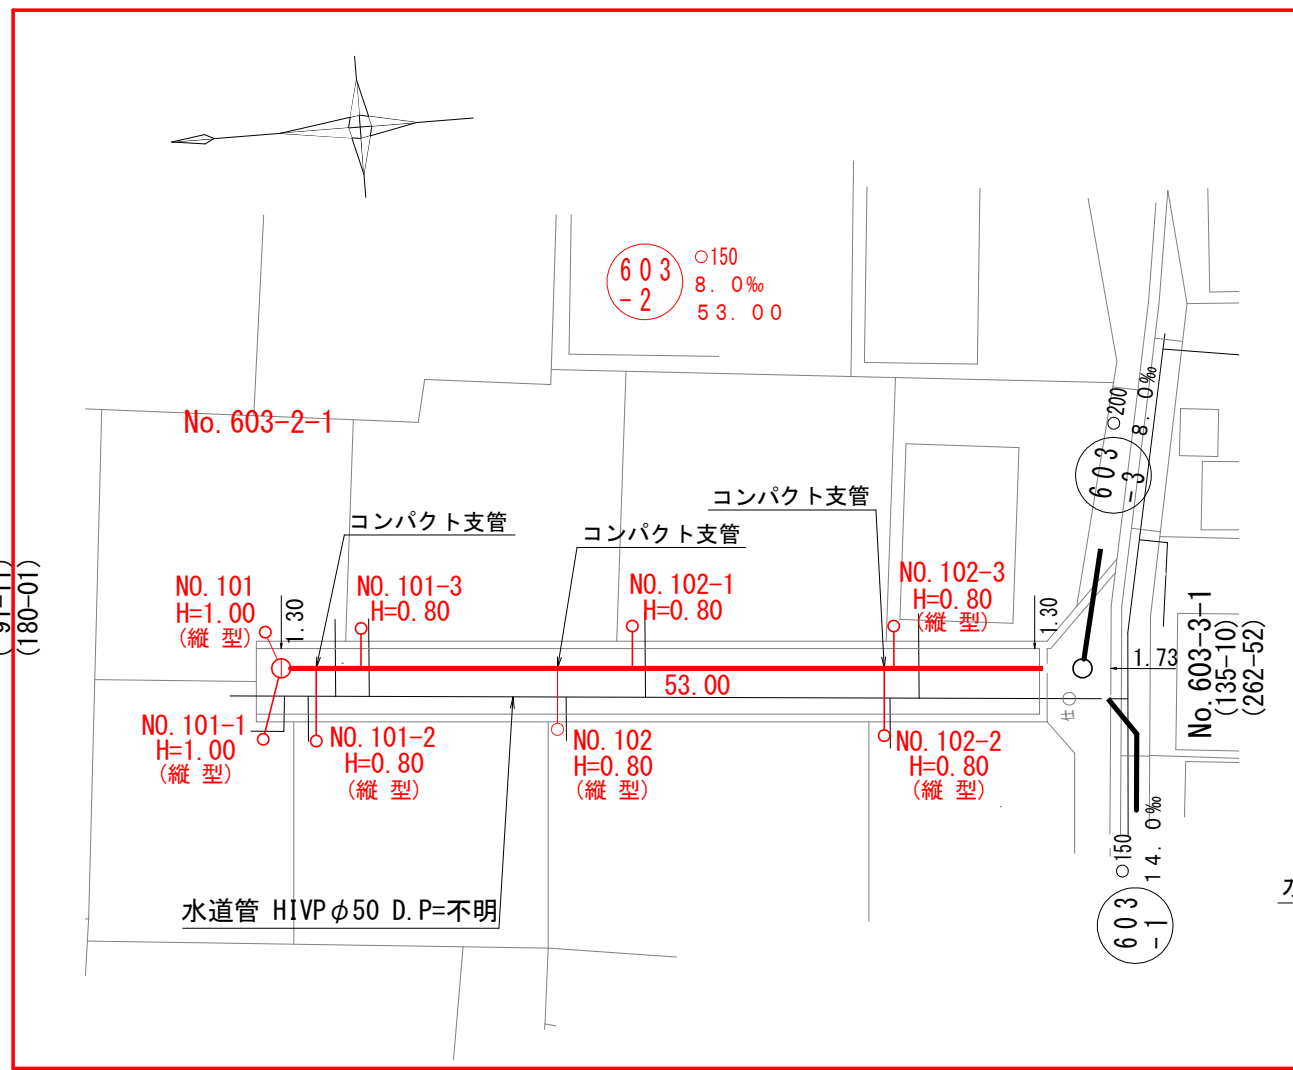 603
-2
○150
8.0‰
53.00
No.603-2-1
○200
8.0‰
603
-3
コンパクト支管
コンパクト支管
コンパクト支管
(180-01)
NO.101
H=1.00
(縦型)
1.30
NO.101-3
H=0.80
NO.102-1
H=0.80
NO.102-3
H=0.80
(縦型)
1.30
1.73
No.603-3-1
(135-10)
(262-52)
53.00
NO.101-1
H=1.00
(縦型)
NO.101-2
H=0.80
(縦型)
NO.102
H=0.80
(縦型)
NO.102-2
H=0.80
(縦型)
仕
○150
14.0‰
603
-1
水道管 HIVPφ50 D.P=不明